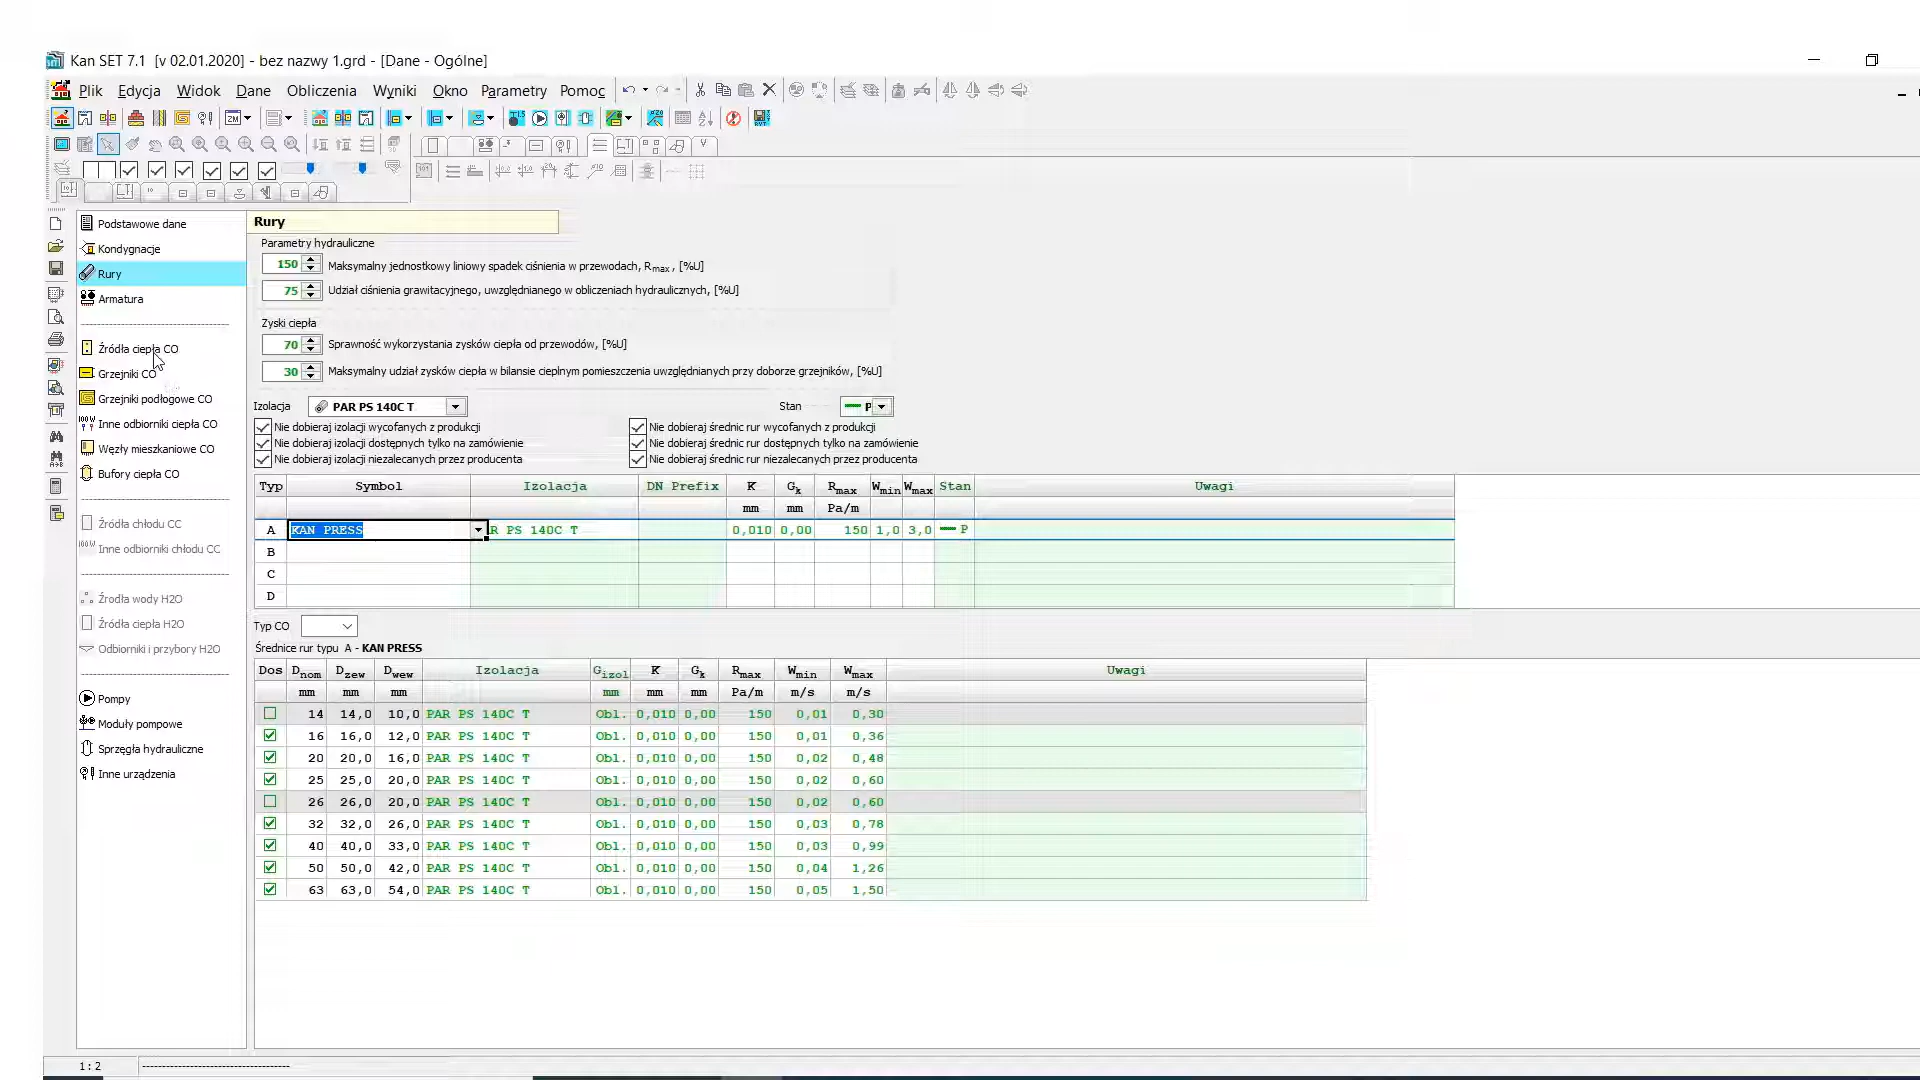 Kan SET 7.1 [v 02.01.2020] - bez nazwy 1.grd - [Dane - Ogólne]
Plik Edycja Widok Dane Obliczenia Wyniki Okno Parametry Pomoc
Podstawowe dane
Kondygnacje
Rury
Armatura
Źródła ciepła CO
Grzejniki CO
Grzejniki podłogowe CO
Inne odbiorniki ciepła CO
Węzły mieszkaniowe CO
Bufory ciepła CO
Źródła chłodu CC
Inne odbiorniki chłodu CC
Źrodła wody H2O
Źródła ciepła H2O
Odbiorniki i przybory H2O
Pompy
Moduły pompowe
Sprzęgła hydrauliczne
Inne urządzenia
Rury
Parametry hydrauliczne
150 Maksymalny jednostkowy liniowy spadek ciśnienia w przewodach, Rmax, [%U]
75 Udział ciśnienia grawitacyjnego, uwzględnianego w obliczeniach hydraulicznych, [%U]
Zyski ciepła
70 Sprawność wykorzystania zysków ciepła od przewodów, [%U]
30 Maksymalny udział zysków ciepła w bilansie cieplnym pomieszczenia uwzględnianych przy doborze grzejników, [%U]
Izolacja PAR PS 140C T Stan P
Nie dobieraj izolacji wycofanych z produkcji Nie dobieraj średnic rur wycofanych z produkcji
Nie dobieraj izolacji dostępnych tylko na zamówienie Nie dobieraj średnic rur dostępnych tylko na zamówienie
Nie dobieraj izolacji niezalecanych przez producenta Nie dobieraj średnic rur niezalecanych przez producenta
Typ Symbol Izolacja DN Prefix K Gk Rmax Wmin Wmax Stan Uwagi
mm mm Pa/m
A KAN PRESS R PS 140C T 0,010 0,00 150 1,0 3,0 P
B
C
D
Typ CO
Średnice rur typu A - KAN PRESS
Dos Dnom Dzew Dwew Izolacja Gizol K Gk Rmax Wmin Wmax Uwagi
mm mm mm mm mm mm Pa/m m/s m/s
14 14,0 10,0 PAR PS 140C T Obl. 0,010 0,00 150 0,01 0,30
16 16,0 12,0 PAR PS 140C T Obl. 0,010 0,00 150 0,01 0,36
20 20,0 16,0 PAR PS 140C T Obl. 0,010 0,00 150 0,02 0,48
25 25,0 20,0 PAR PS 140C T Obl. 0,010 0,00 150 0,02 0,60
26 26,0 20,0 PAR PS 140C T Obl. 0,010 0,00 150 0,02 0,60
32 32,0 26,0 PAR PS 140C T Obl. 0,010 0,00 150 0,03 0,78
40 40,0 33,0 PAR PS 140C T Obl. 0,010 0,00 150 0,03 0,99
50 50,0 42,0 PAR PS 140C T Obl. 0,010 0,00 150 0,04 1,26
63 63,0 54,0 PAR PS 140C T Obl. 0,010 0,00 150 0,05 1,50
1:2